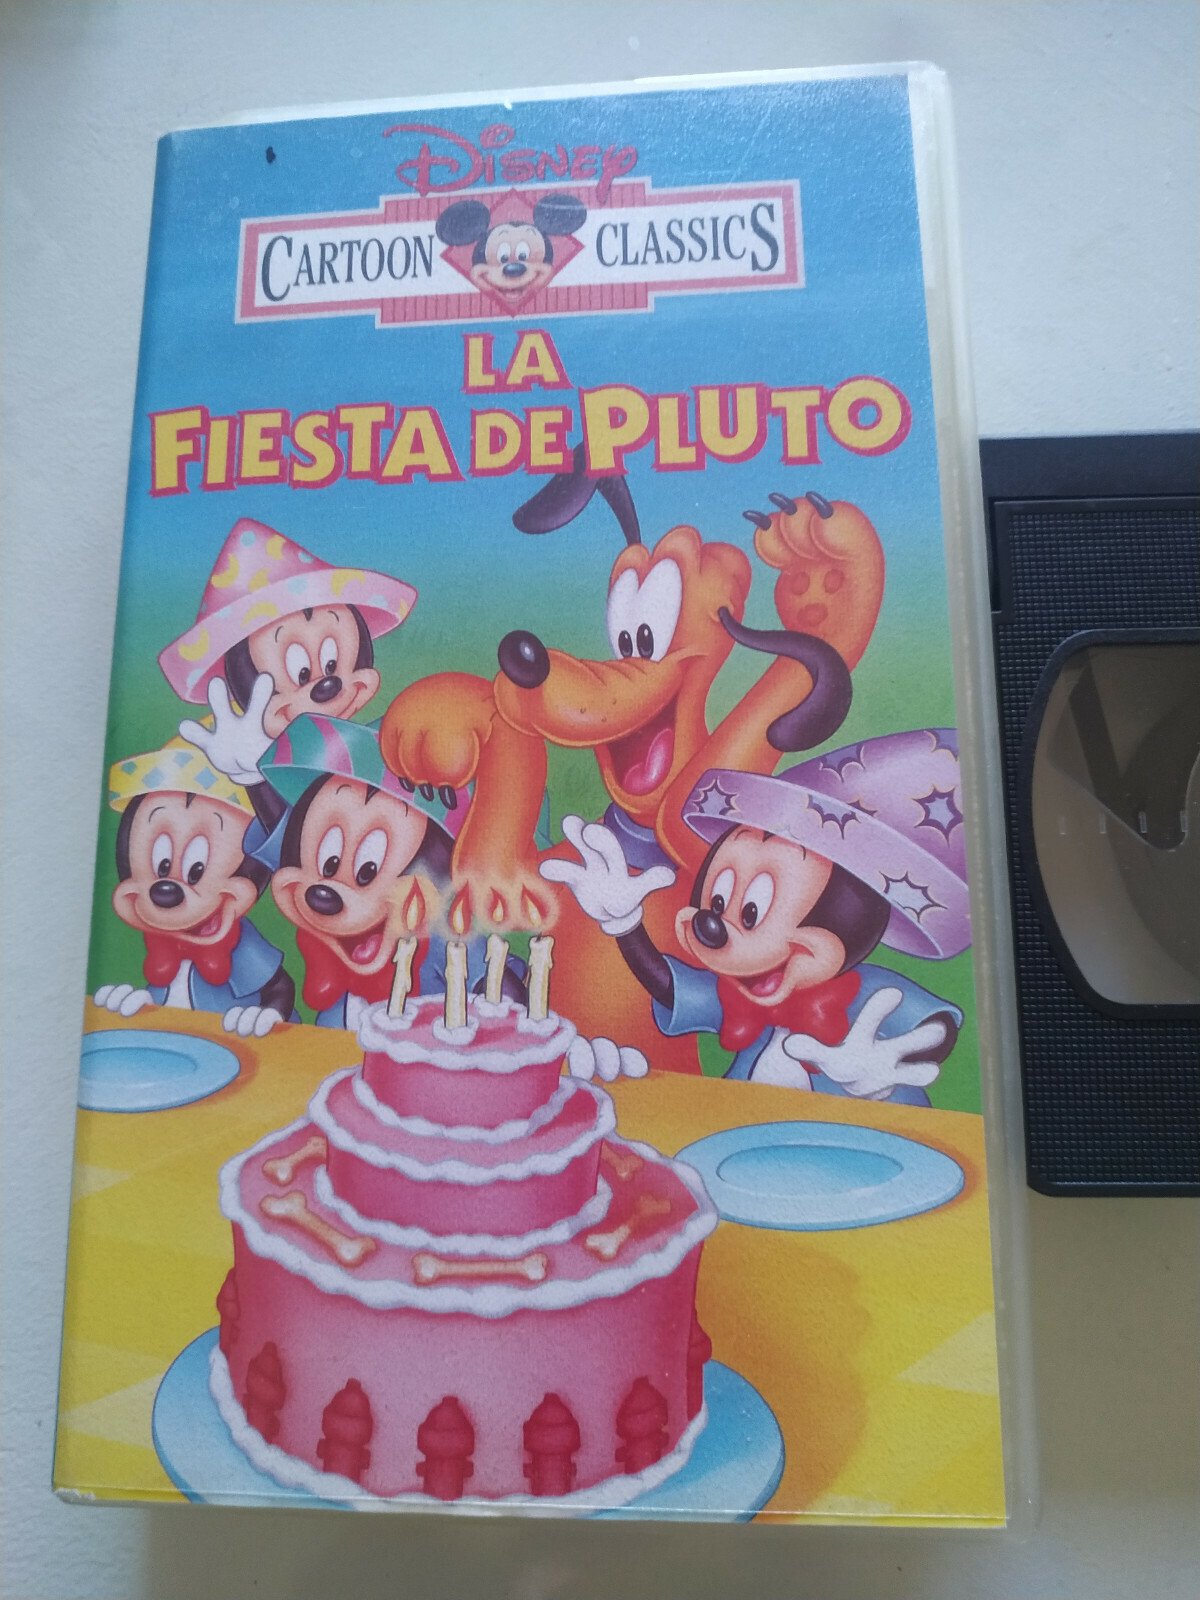 Disney
CARTOON CLASSICS
LA
FIESTA DE PLUTO